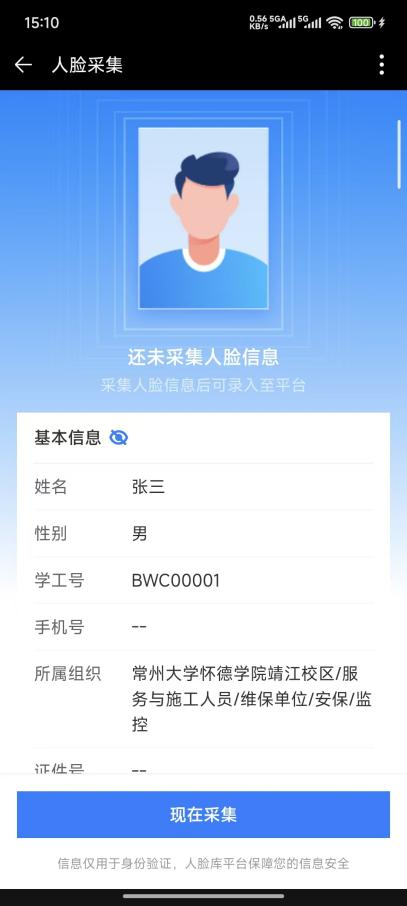 15:10
0.56 KB/s 5GA 5G 100
人脸采集
还未采集人脸信息
采集人脸信息后可录入至平台
基本信息
姓名 张三
性别 男
学工号 BWC00001
手机号 --
所属组织 常州大学怀德学院靖江校区/服
务与施工人员/维保单位/安保/监
控
证件号 --
现在采集
信息仅用于身份验证，人脸库平台保障您的信息安全